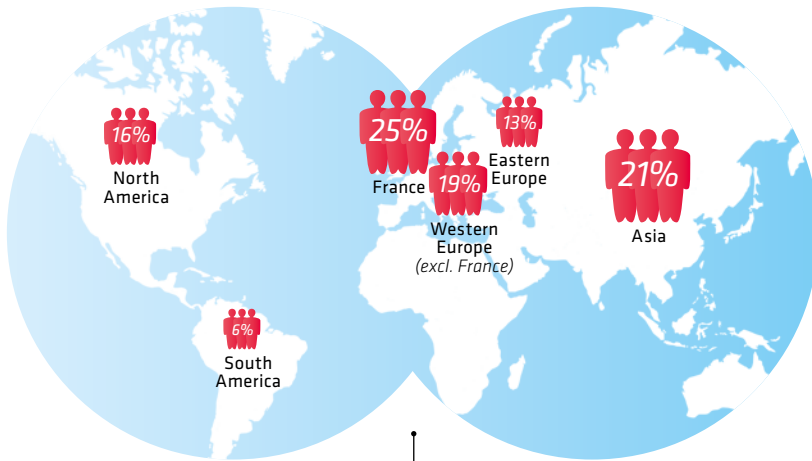 16%
North
America
25%
France
19%
Western
Europe
(excl. France)
13%
Eastern
Europe
21%
Asia
6%
South
America